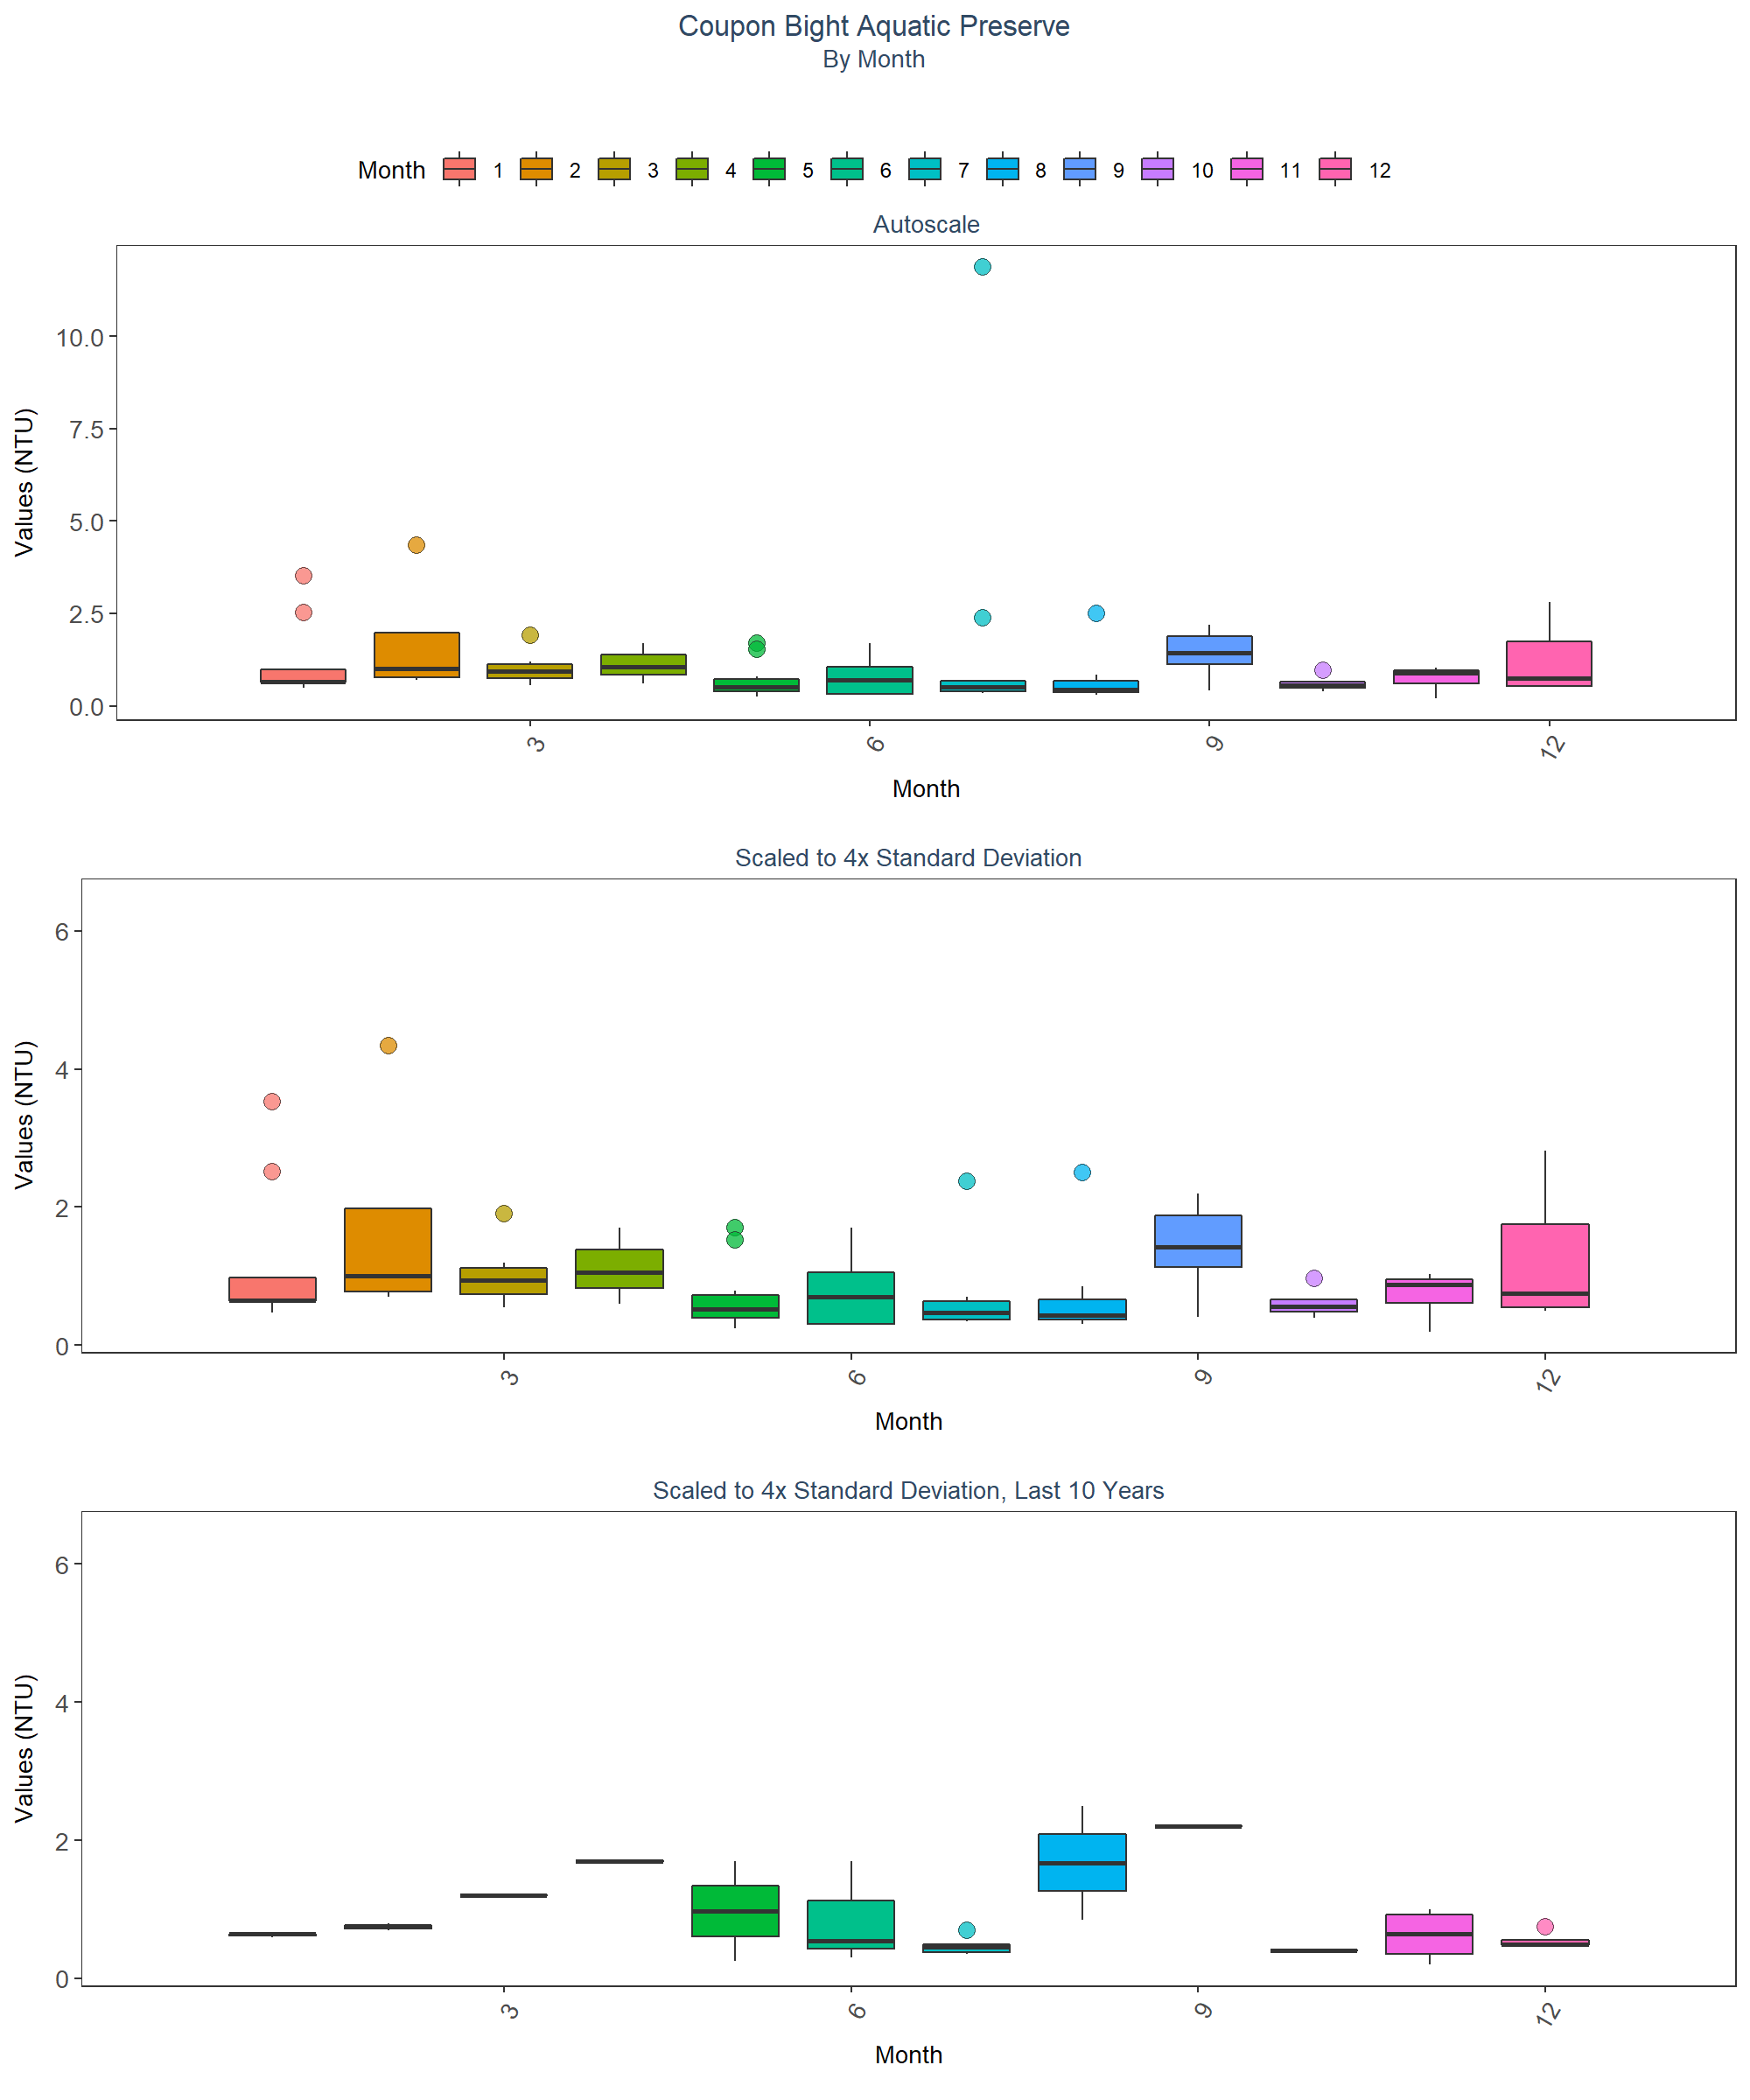 Coupon Bight Aquatic Preserve
By Month
Month 1 2 3 4 5 6 7 8 9 10 11 12
Autoscale
Values (NTU)
10.0
7.5
5.0
2.5
0.0
3 6 9 12
Month
Scaled to 4x Standard Deviation
Values (NTU)
6
4
2
0
3 6 9 12
Month
Scaled to 4x Standard Deviation, Last 10 Years
Values (NTU)
6
4
2
0
3 6 9 12
Month